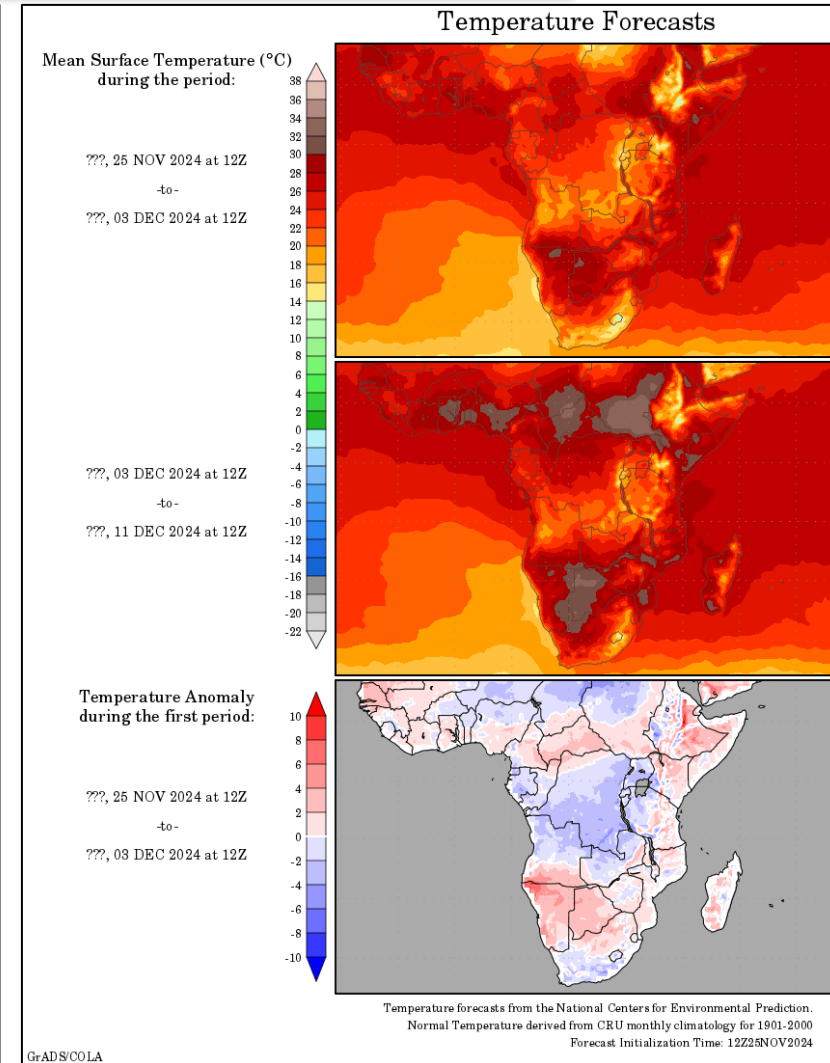 Temperature Forecasts
Mean Surface Temperature (°C)
during the period:
???, 25 NOV 2024 at 12Z
-to-
???, 03 DEC 2024 at 12Z
38
36
34
32
30
28
26
24
22
20
18
16
14
12
10
8
6
4
2
0
-2
-4
-6
-8
-10
-12
-14
-16
-18
-20
-22
???, 03 DEC 2024 at 12Z
-to-
???, 11 DEC 2024 at 12Z
Temperature Anomaly
during the first period:
???, 25 NOV 2024 at 12Z
-to-
???, 03 DEC 2024 at 12Z
10
8
6
4
2
0
-2
-4
-6
-8
-10
Temperature forecasts from the National Centers for Environmental Prediction.
Normal Temperature derived from CRU monthly climatology for 1901-2000
Forecast Initialization Time: 12Z25NOV2024
GrADS/COLA